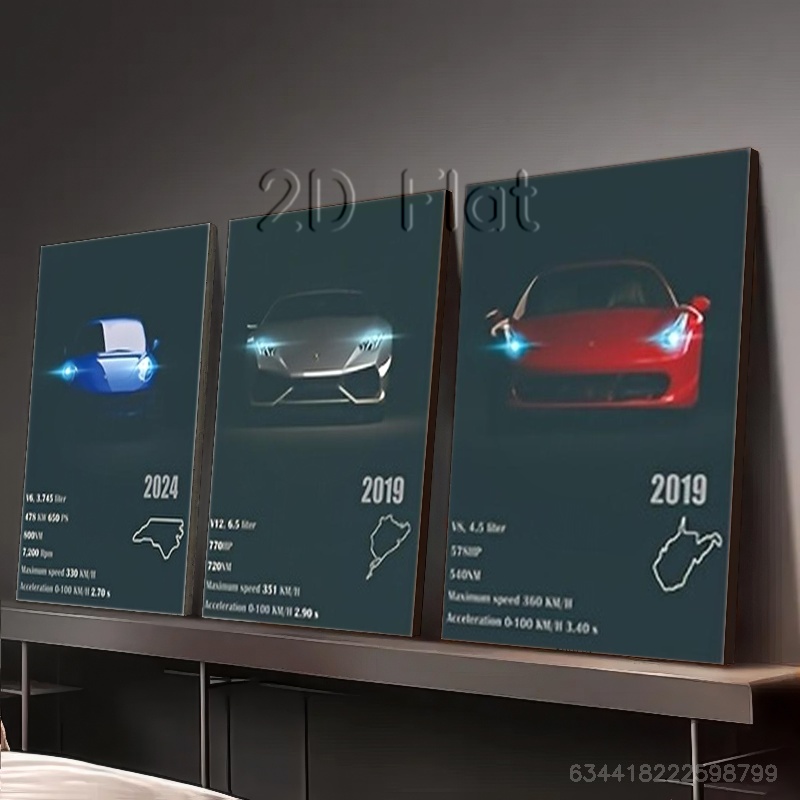 2D Flat
2024
V6, 3.745 liter
478 KW 650 PS
800NM
7,200 Rpm
Maximum speed 330 KM/H
Acceleration 0-100 KM/H 2.70 s
2019
V12, 6.5 liter
770HP
720NM
Maximum speed 351 KM/H
Acceleration 0-100 KM/H 2.90 s
2019
V8, 4.5 liter
578HP
540NM
Maximum speed 360 KM/H
Acceleration 0-100 KM/H 3.40 s
634418222598799